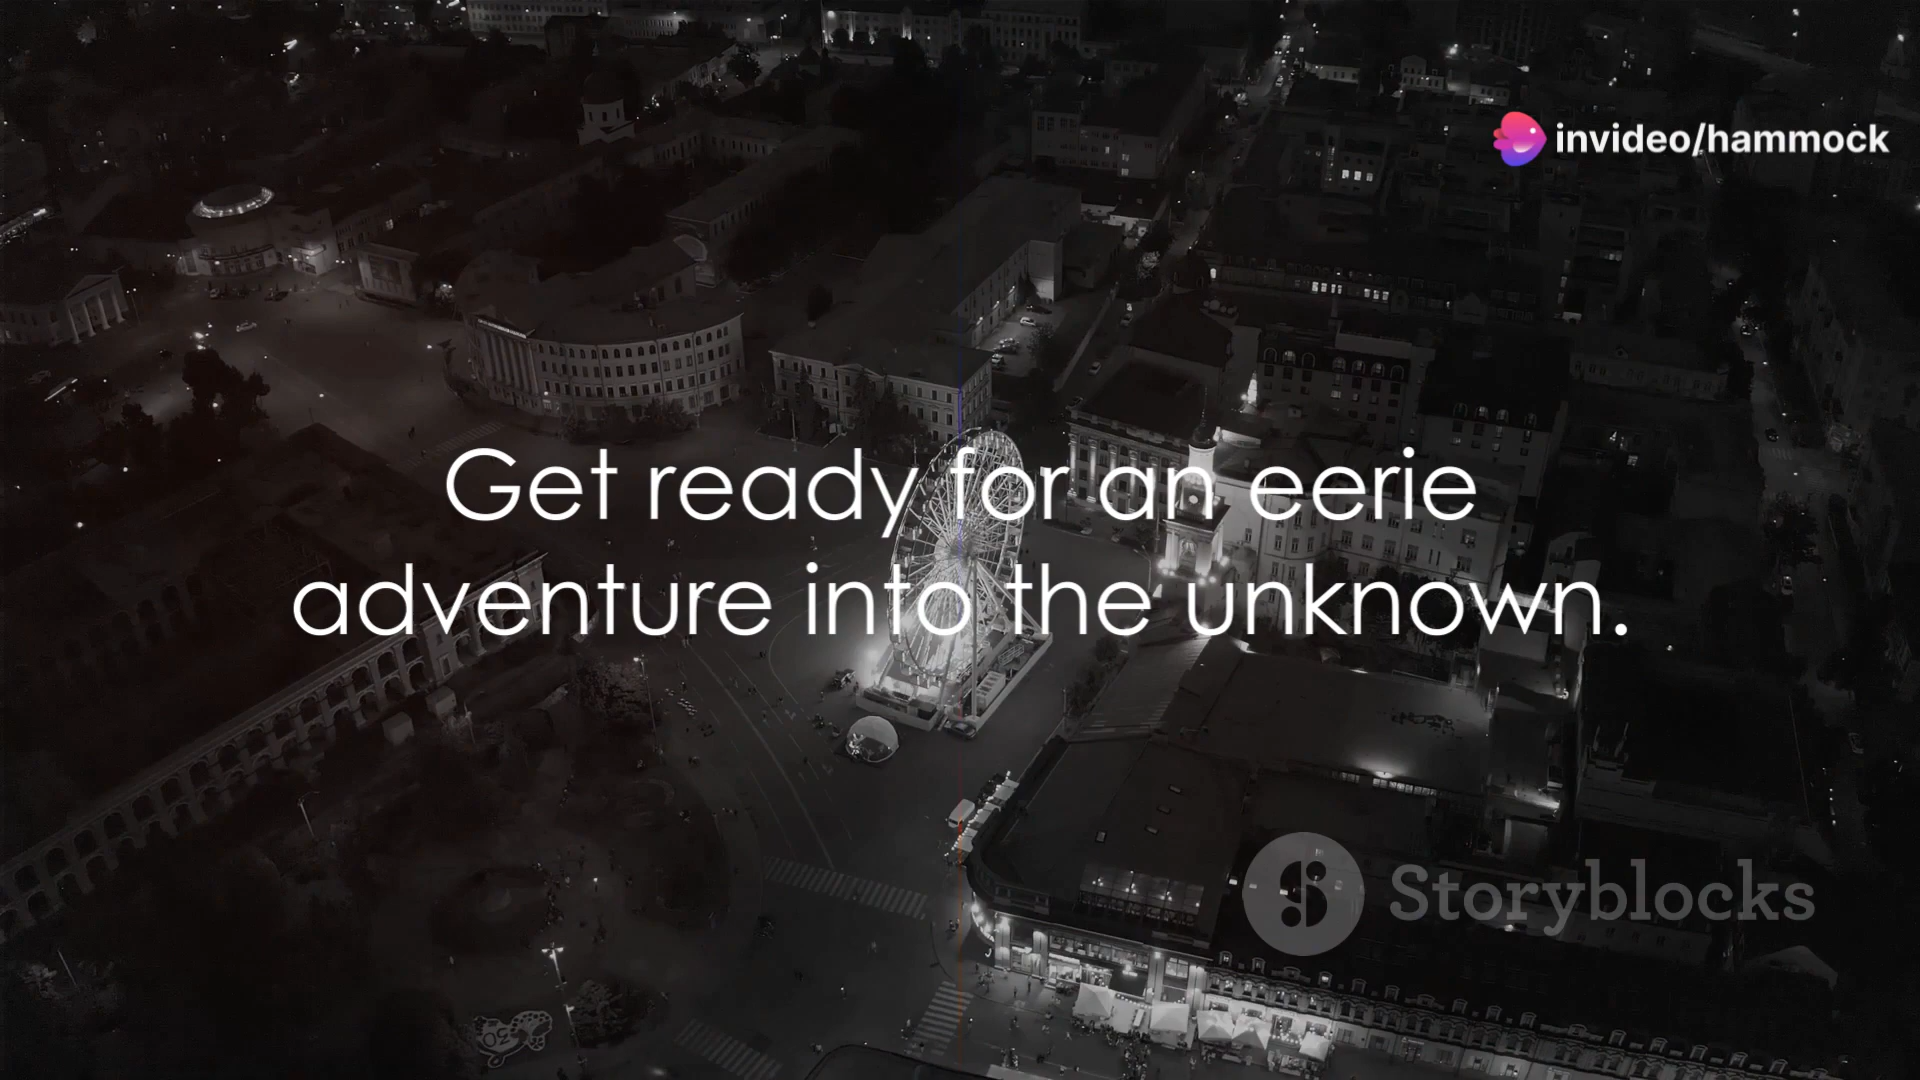 invideo/hammock
Get ready for an eerie
adventure into the unknown.
Storyblocks